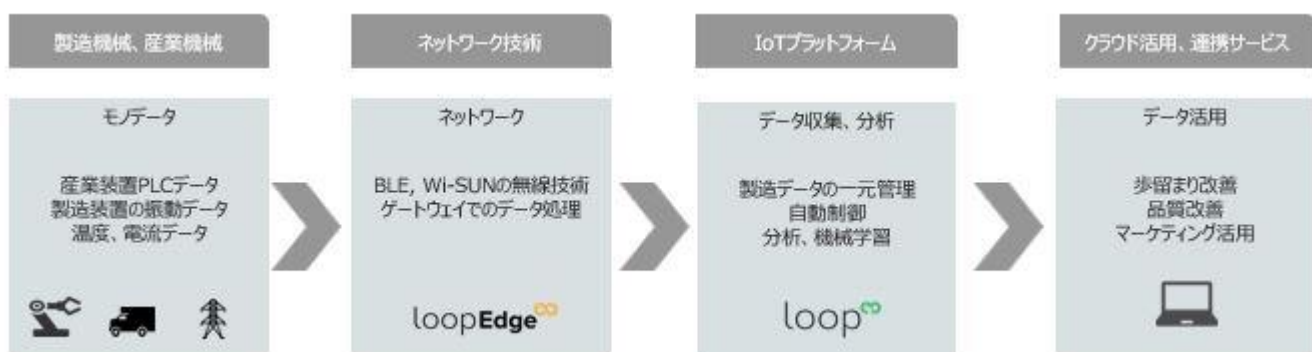 製造機械、産業機械
ネットワーク技術
IoTプラットフォーム
クラウド活用、連携サービス
モノデータ
産業装置PLCデータ
製造装置の振動データ
温度、電流データ
ネットワーク
BLE, Wi-SUNの無線技術
ゲートウェイでのデータ処理
loopEdge
データ収集、分析
製造データの一元管理
自動制御
分析、機械学習
loop
データ活用
歩留まり改善
品質改善
マーケティング活用